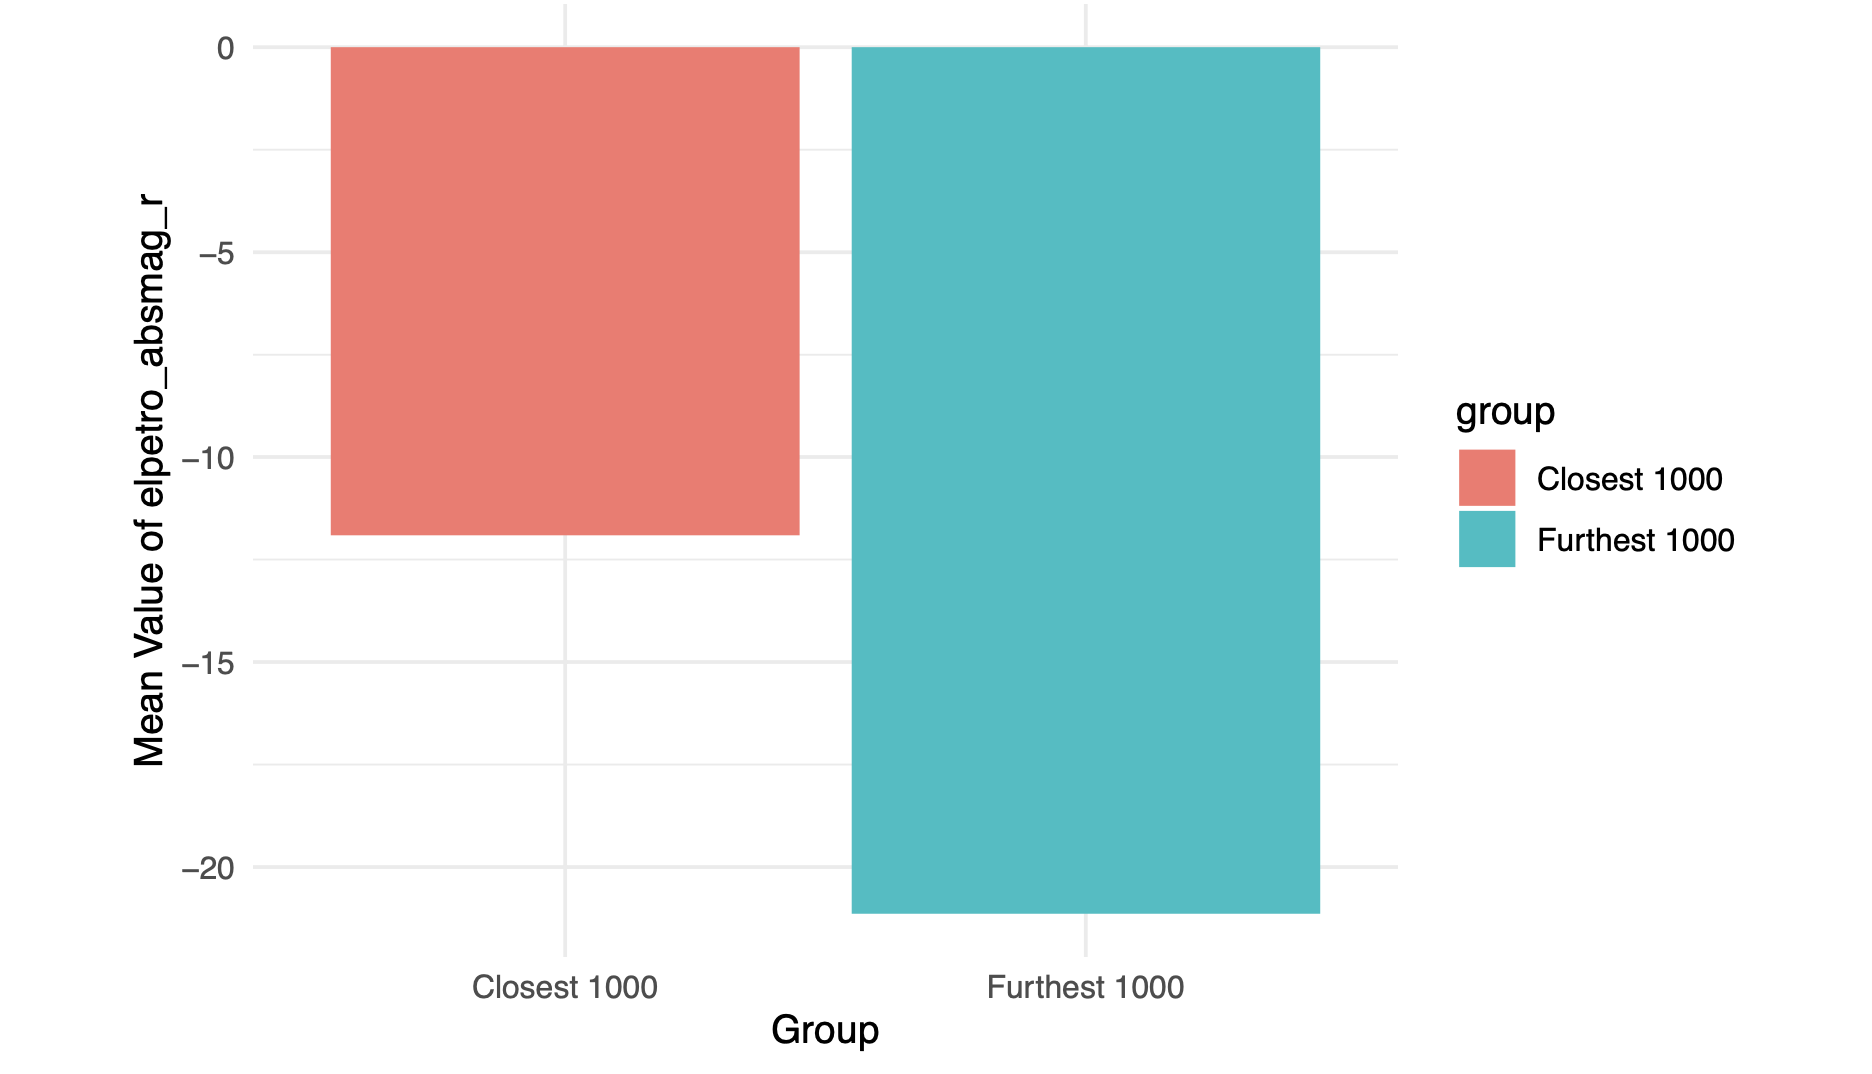 0
−5
−10
−15
−20
Mean Value of elpetro_absmag_r
Closest 1000
Furthest 1000
Group
group
Closest 1000
Furthest 1000